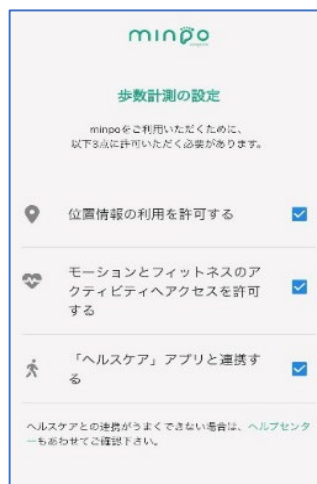 minpo
歩数計測の設定
minpoをご利用いただくために、
以下3点に許可いただく必要があります。
位置情報の利用を許可する
モーションとフィットネスのア
クティビティへアクセスを許可
する
「ヘルスケア」アプリと連携す
る
ヘルスケアとの連携がうまくできない場合は、ヘルプセンタ
ーもあわせてご確認下さい。